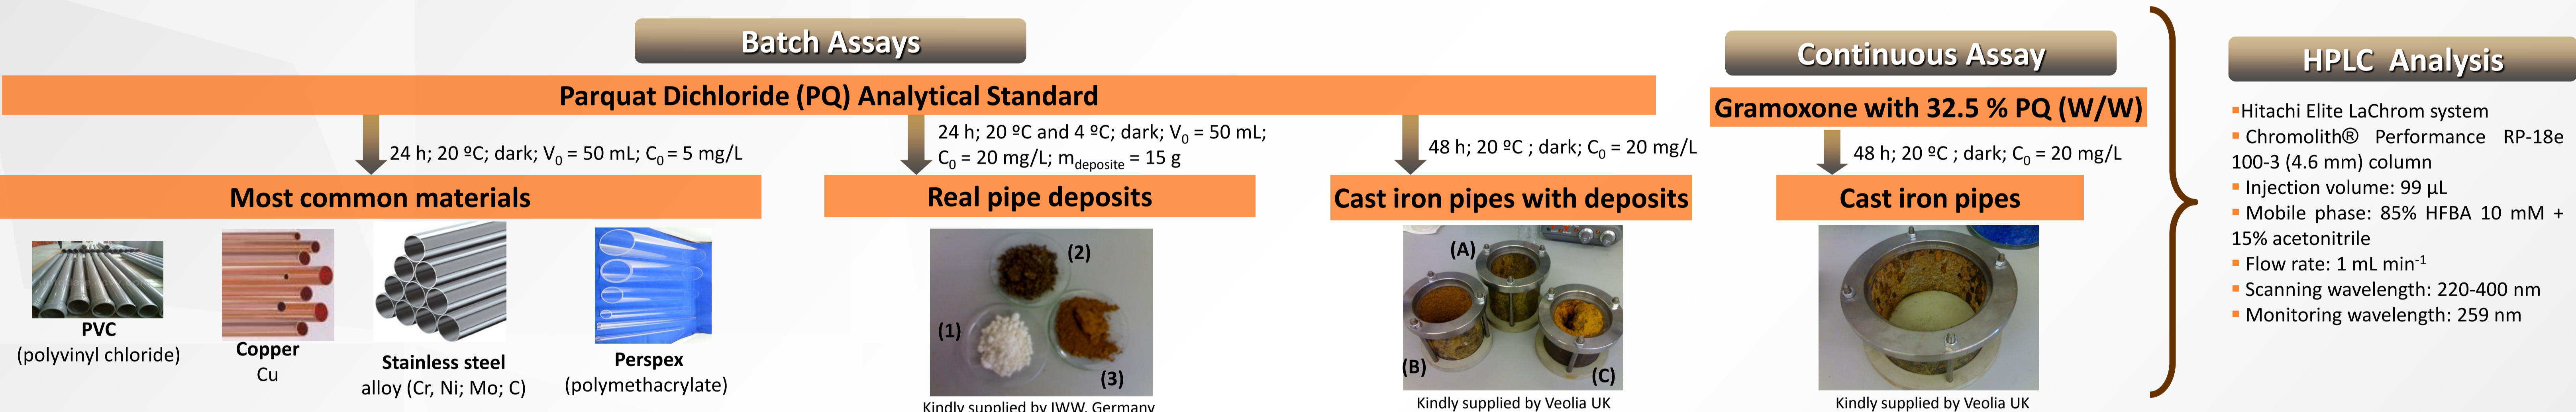 Batch Assays
Parquat Dichloride (PQ) Analytical Standard
24 h; 20 ºC; dark; V0 = 50 mL; C0 = 5 mg/L
Most common materials
PVC
(polyvinyl chloride)
Copper
Cu
Stainless steel
alloy (Cr, Ni; Mo; C)
Perspex
(polymethacrylate)
24 h; 20 ºC and 4 ºC; dark; V0 = 50 mL;
C0 = 20 mg/L; mdeposite = 15 g
Real pipe deposits
(2)
(1)
(3)
Kindly supplied by IWW, Germany
48 h; 20 ºC ; dark; C0 = 20 mg/L
Cast iron pipes with deposits
(A)
(B)
(C)
Kindly supplied by Veolia UK
Continuous Assay
Gramoxone with 32.5 % PQ (W/W)
48 h; 20 ºC ; dark; C0 = 20 mg/L
Cast iron pipes
Kindly supplied by Veolia UK
HPLC Analysis
▪Hitachi Elite LaChrom system
▪ Chromolith® Performance RP-18e
100-3 (4.6 mm) column
▪ Injection volume: 99 µL
▪ Mobile phase: 85% HFBA 10 mM +
15% acetonitrile
▪ Flow rate: 1 mL min-1
▪ Scanning wavelength: 220-400 nm
▪ Monitoring wavelength: 259 nm